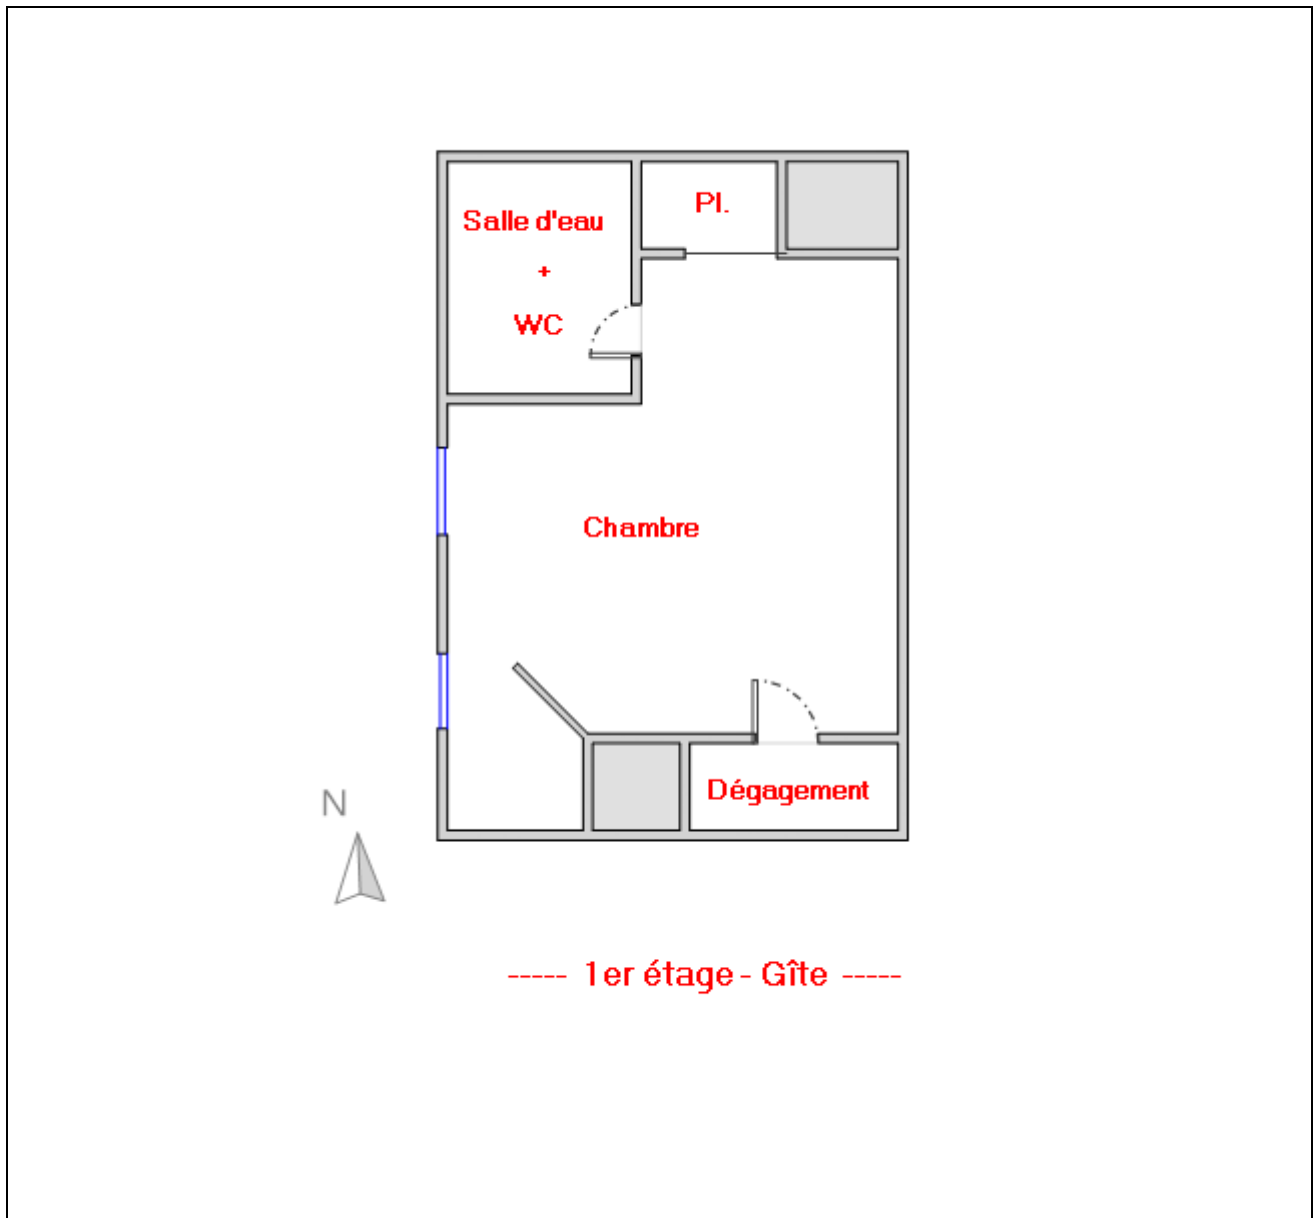 Salle d'eau
+
WC
Pl.
Chambre
Dégagement
N
----- 1er étage - Gîte -----